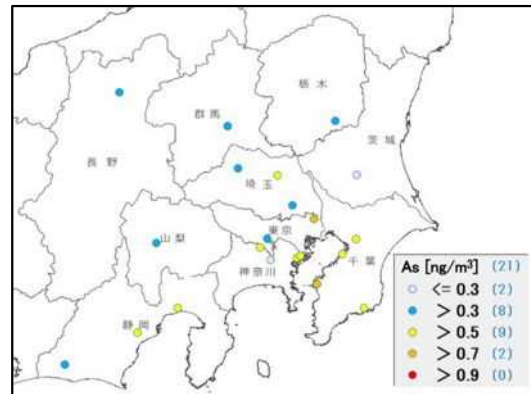 栃木
群馬
茨城
長野
埼玉
東京
山梨
千葉
神奈川
静岡
As [ng/m³] (21)
<= 0.3 (2)
> 0.3 (8)
> 0.5 (9)
> 0.7 (2)
> 0.9 (0)